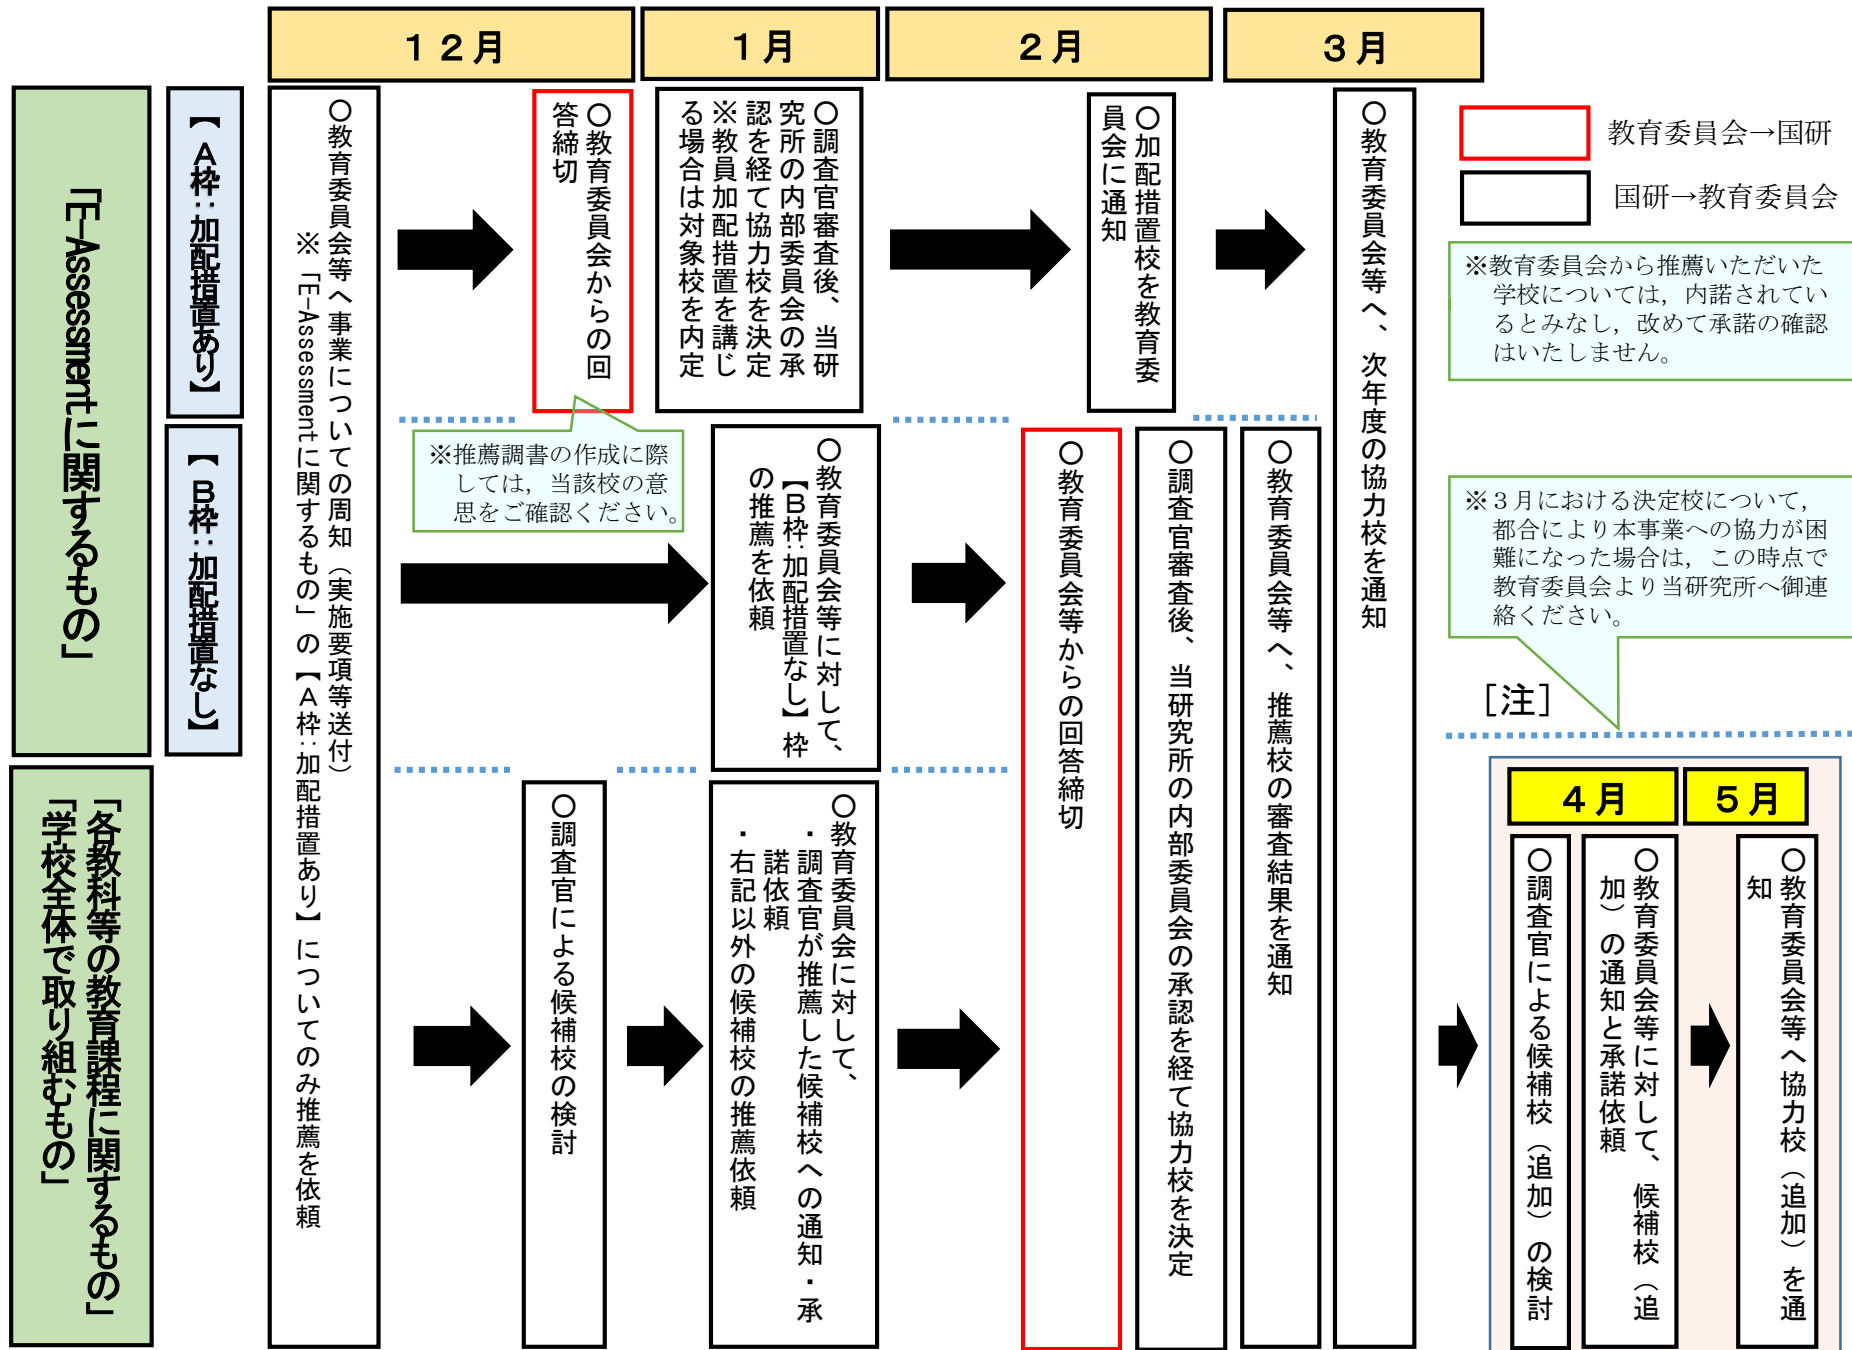 12月
1月
2月
3月
「E-Assessmentに関するもの」
【A枠:加配措置あり】
【B枠:加配措置なし】
「各教科等の教育課程に関するもの」
「学校全体で取り組むもの」
○教育委員会等へ事業についての周知（実施要項等送付）
※「E-Assessmentに関するもの」の【A枠:加配措置あり】についてのみ推薦を依頼
○教育委員会からの回
答締切
○調査官審査後、当研
究所の内部委員会の承
認を経て協力校を決定
※教員加配措置を講じ
る場合は対象校を内定
○加配措置校を教育委
員会に通知
○教育委員会等へ、次年度の協力校を通知
教育委員会→国研
国研→教育委員会
※教育委員会から推薦いただいた
学校については，内諾されてい
るとみなし，改めて承諾の確認
はいたしません。
※推薦調書の作成に際
しては，当該校の意
思をご確認ください。
○教育委員会等に対して、
【B枠:加配措置なし】枠
の推薦を依頼
○教育委員会等からの回答締切
○調査官審査後、当研究所の内部委員会の承認を経て協力校を決定
○教育委員会等へ、推薦校の審査結果を通知
※３月における決定校について，
都合により本事業への協力が困
難になった場合は，この時点で
教育委員会より当研究所へ御連
絡ください。
［注］
○調査官による候補校の検討
○教育委員会に対して、
・調査官が推薦した候補校への通知・承
諾依頼
・右記以外の候補校の推薦依頼
4月
5月
○調査官による候補校（追加）の検討
○教育委員会等に対して、候補校（追
加）の通知と承諾依頼
○教育委員会等へ協力校（追加）を通
知